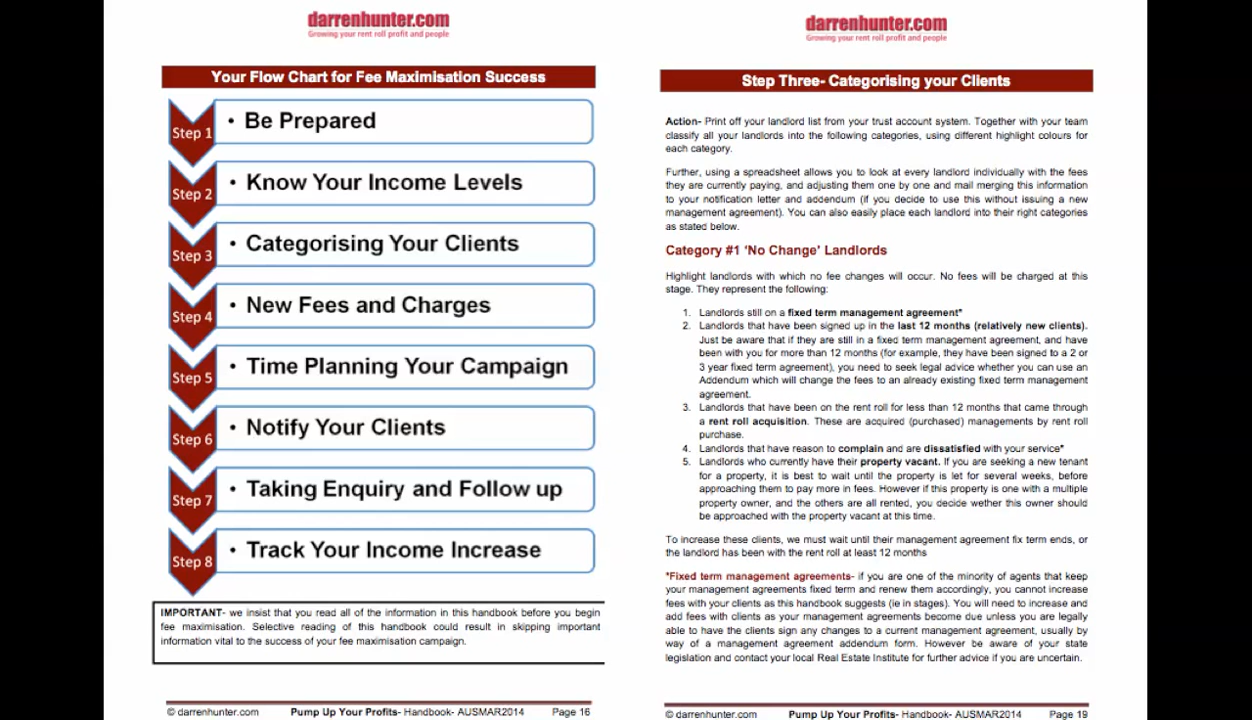 darrenhunter.com
Growing your rent roll profit and people
Your Flow Chart for Fee Maximisation Success
Step 1
• Be Prepared
Step 2
• Know Your Income Levels
Step 3
• Categorising Your Clients
Step 4
• New Fees and Charges
Step 5
• Time Planning Your Campaign
Step 6
• Notify Your Clients
Step 7
• Taking Enquiry and Follow up
Step 8
• Track Your Income Increase
IMPORTANT- we insist that you read all of the information in this handbook before you begin
fee maximisation. Selective reading of this handbook could result in skipping important
information vital to the success of your fee maximisation campaign.
© darrenhunter.com Pump Up Your Profits- Handbook- AUSMAR2014 Page 16
darrenhunter.com
Growing your rent roll profit and people
Step Three- Categorising your Clients
Action- Print off your landlord list from your trust account system. Together with your team
classify all your landlords into the following categories, using different highlight colours for
each category.
Further, using a spreadsheet allows you to look at every landlord individually with the fees
they are currently paying, and adjusting them one by one and mail merging this information
to your notification letter and addendum (if you decide to use this without issuing a new
management agreement). You can also easily place each landlord into their right categories
as stated below.
Category #1 'No Change' Landlords
Highlight landlords with which no fee changes will occur. No fees will be charged at this
stage. They represent the following:
1. Landlords still on a fixed term management agreement*
2. Landlords that have been signed up in the last 12 months (relatively new clients).
Just be aware that if they are still in a fixed term management agreement, and have
been with you for more than 12 months (for example, they have been signed to a 2 or
3 year fixed term agreement), you need to seek legal advice whether you can use an
Addendum which will change the fees to an already existing fixed term management
agreement.
3. Landlords that have been on the rent roll for less than 12 months that came through
a rent roll acquisition. These are acquired (purchased) managements by rent roll
purchase.
4. Landlords that have reason to complain and are dissatisfied with your service*
5. Landlords who currently have their property vacant. If you are seeking a new tenant
for a property, it is best to wait until the property is let for several weeks, before
approaching them to pay more in fees. However if this property is one with a multiple
property owner, and the others are all rented, you decide wether this owner should
be approached with the property vacant at this time.
To increase these clients, we must wait until their management agreement fix term ends, or
the landlord has been with the rent roll at least 12 months
*Fixed term management agreements- if you are one of the minority of agents that keep
your management agreements fixed term and renew them accordingly, you cannot increase
fees with your clients as this handbook suggests (ie in stages). You will need to increase and
add fees with clients as your management agreements become due unless you are legally
able to have the clients sign any changes to a current management agreement, usually by
way of a management agreement addendum form. However be aware of your state
legislation and contact your local Real Estate Institute for further advice if you are uncertain.
© darrenhunter.com Pump Up Your Profits- Handbook- AUSMAR2014 Page 19